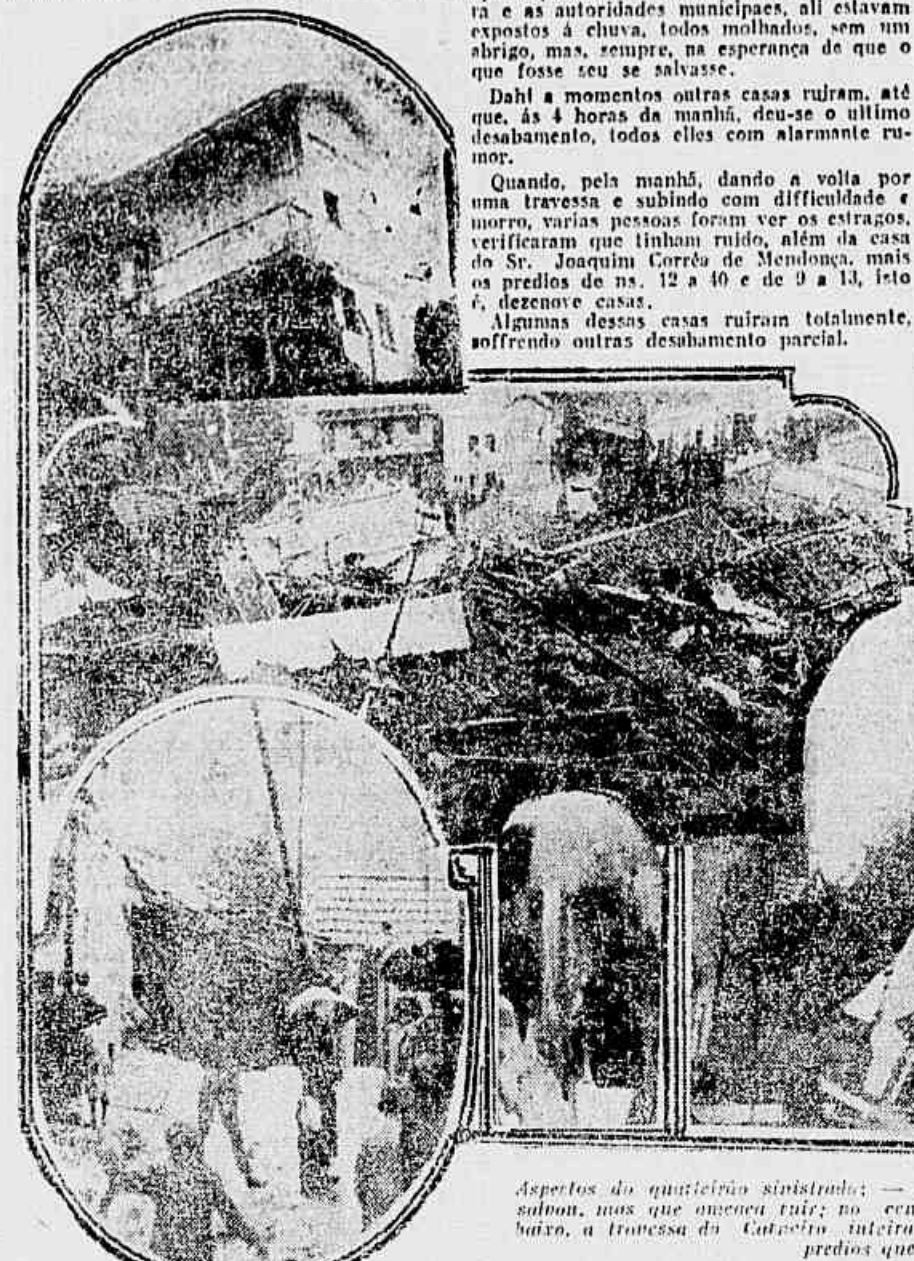 ra e as autoridades municipaes, ali estavam
expostos á chuva, todos molhados, sem um
abrigo, mas, sempre, na esperança de que o
que fosse seu se salvasse.
Dahi a momentos outras casas ruiram, até
que, ás 4 horas da manhã, deu-se o ultimo
desabamento, todos elles com alarmante ru-
mor.
Quando, pela manhã, dando a volta por
uma travessa e subindo com difficuldade
morro, varias pessoas foram ver os estragos,
verificaram que tinham ruido, além da casa
do Sr. Joaquim Corrêa de Mendonça, mais
os predios de ns. 12 a 40 e de 9 a 13, isto
é, dezenove casas.
Algumas dessas casas ruiram totalmente,
soffrendo outras desabamento parcial.
Aspertos do quarteirão sinistrado; —
salvou, mas que ameaça ruir; no cen
baixo, a travessa do inteira
predios que